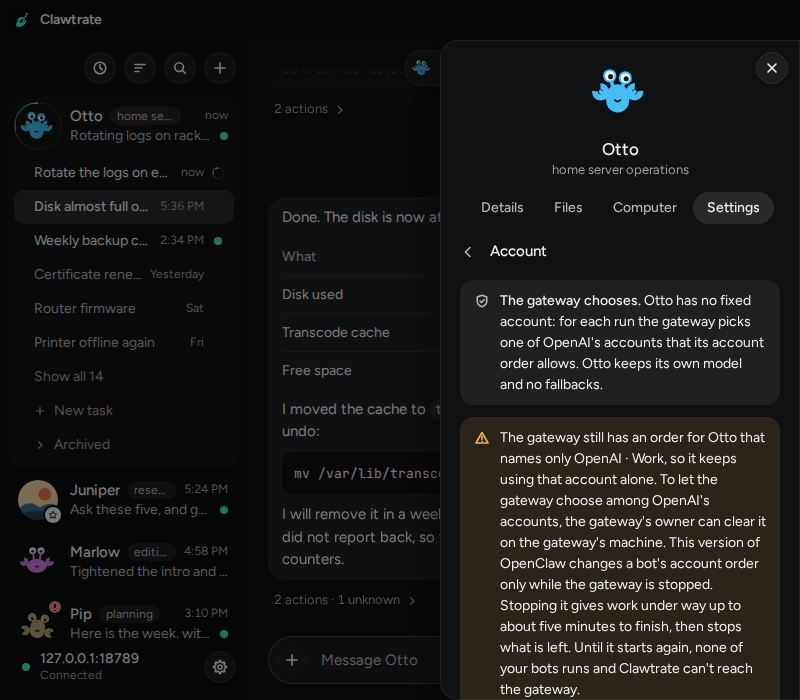 Clawtrate
Otto home se... now
Rotating logs on rack...
Rotate the logs on e... now
Disk almost full o... 5:36 PM
Weekly backup c... 2:34 PM
Certificate rene... Yesterday
Router firmware Sat
Printer offline again Fri
Show all 14
New task
Archived
Juniper rese... 5:24 PM
Ask these five, and g...
Marlow editi... 4:58 PM
Tightened the intro and ...
Pip planning 3:10 PM
Here is the week. wit...
127.0.0.1:18789
Connected
2 actions
Done. The disk is now at
What
Disk used
Transcode cache
Free space
I moved the cache to
undo:
mv /var/lib/transco
I will remove it in a week
did not report back, so
counters.
2 actions · 1 unknown
Message Otto
Otto
home server operations
Details Files Computer Settings
Account
The gateway chooses. Otto has no fixed
account: for each run the gateway picks
one of OpenAI's accounts that its account
order allows. Otto keeps its own model
and no fallbacks.
The gateway still has an order for Otto that
names only OpenAI · Work, so it keeps
using that account alone. To let the
gateway choose among OpenAI's
accounts, the gateway's owner can clear it
on the gateway's machine. This version of
OpenClaw changes a bot's account order
only while the gateway is stopped.
Stopping it gives work under way up to
about five minutes to finish, then stops
what is left. Until it starts again, none of
your bots runs and Clawtrate can't reach
the gateway.